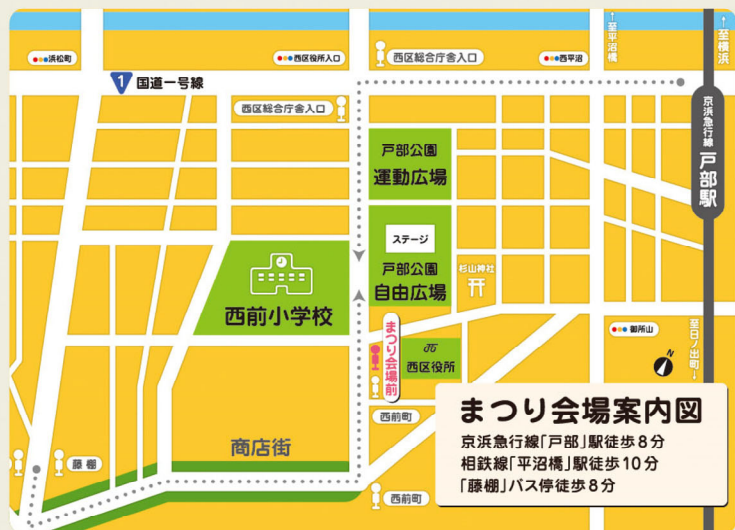 浜松町
西区役所入口
西区総合庁舎入口
西平沼
↑至平沼橋
↑至横浜
1 国道一号線
西区総合庁舎入口
京浜急行線 戸部駅
戸部公園
運動広場
ステージ
戸部公園
自由広場
杉山神社
西前小学校
まつり会場前
西区役所
御所山
至日ノ出町↓
N
西前町
商店街
藤棚
西前町
まつり会場案内図
京浜急行線「戸部」駅徒歩8分
相鉄線「平沼橋」駅徒歩10分
「藤棚」バス停徒歩8分